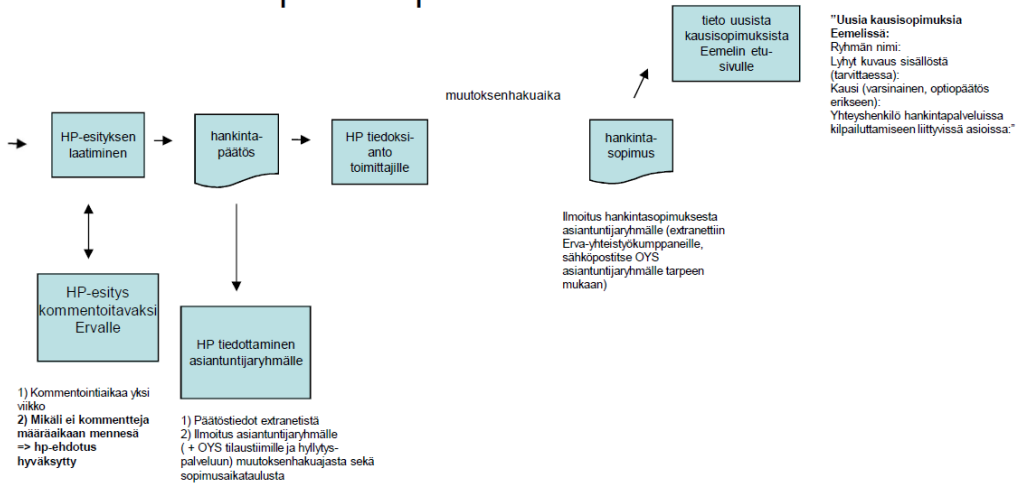 tieto uusista
kausisopimuksista
Eemelin etu-
sivulle
”Uusia kausisopimuksia
Eemelissä:
Ryhmän nimi:
Lyhyt kuvaus sisällöstä
(tarvittaessa):
Kausi (varsinainen, optiopäätös
erikseen):
Yhteyshenkilö hankintapalveluissa
kilpailuttamiseen liittyvissä asioissa:”
muutoksenhakuaika
HP-esityksen
laatiminen
hankinta-
päätös
HP tiedoksi-
anto
toimittajille
hankinta-
sopimus
Ilmoitus hankintasopimuksesta
asiantuntijaryhmälle (extranettiin
Erva-yhteistyökumppaneille,
sähköpostitse OYS
asiantuntijaryhmälle tarpeen
mukaan)
HP-esitys
kommentoitavaksi
Ervalle
HP tiedottaminen
asiantuntijaryhmälle
1) Kommentointiaikaa yksi
viikko
2) Mikäli ei kommentteja
määräaikaan mennesä
=> hp-ehdotus
hyväksytty
1) Päätöstiedot extranetistä
2) Ilmoitus asiantuntijaryhmälle
( + OYS tilaustiimille ja hyllytys-
palveluun) muutoksenhakuajasta sekä
sopimusaikataulusta